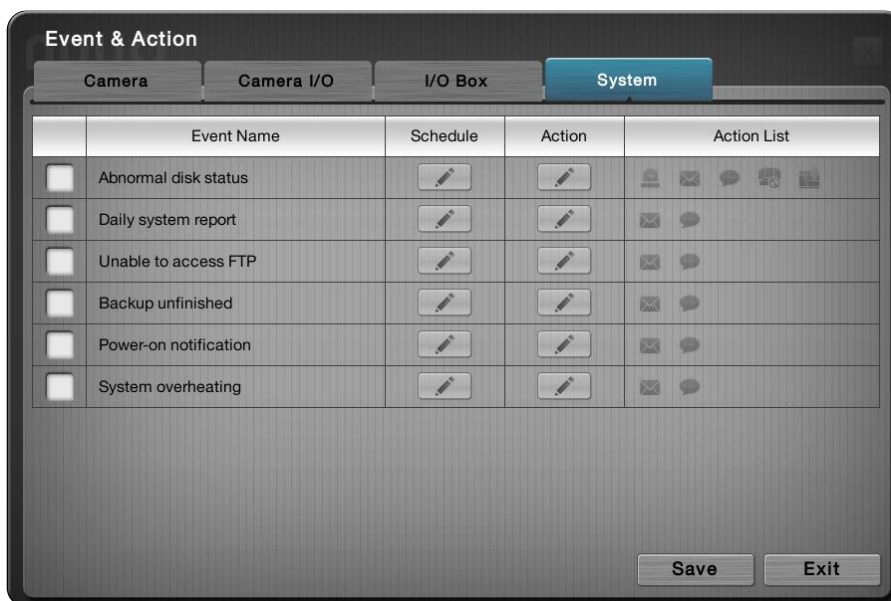 Event & Action
Camera Camera I/O I/O Box System
Event Name Schedule Action Action List
Abnormal disk status
Daily system report
Unable to access FTP
Backup unfinished
Power-on notification
System overheating
Save Exit